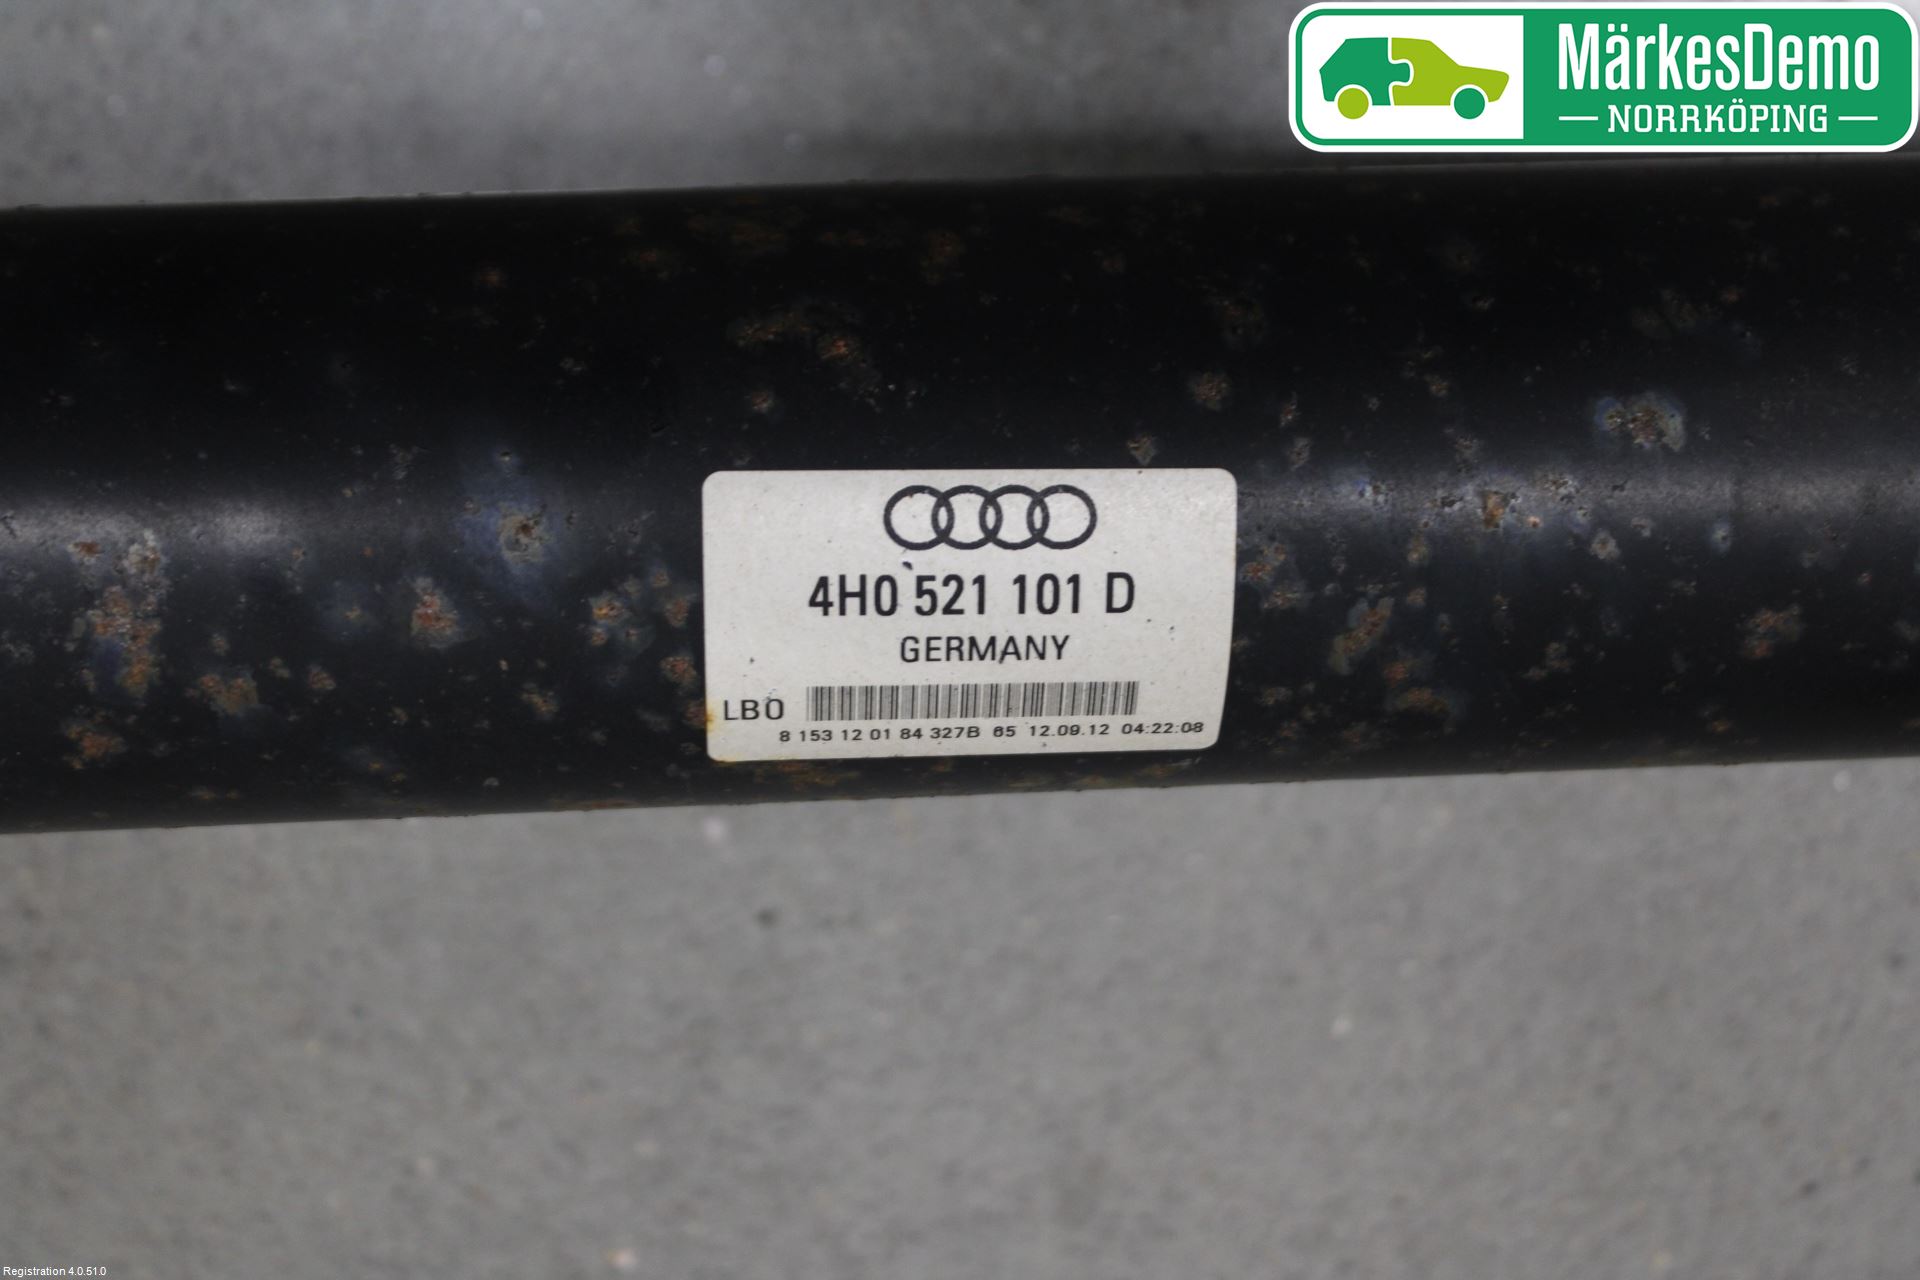 MärkesDemo
NORRKÖPING
4H0 521 101 D
GERMANY
LB0
8 153 12 01 84 327B 65 12.09.12 04:22:08
Registration 4.0.51.0